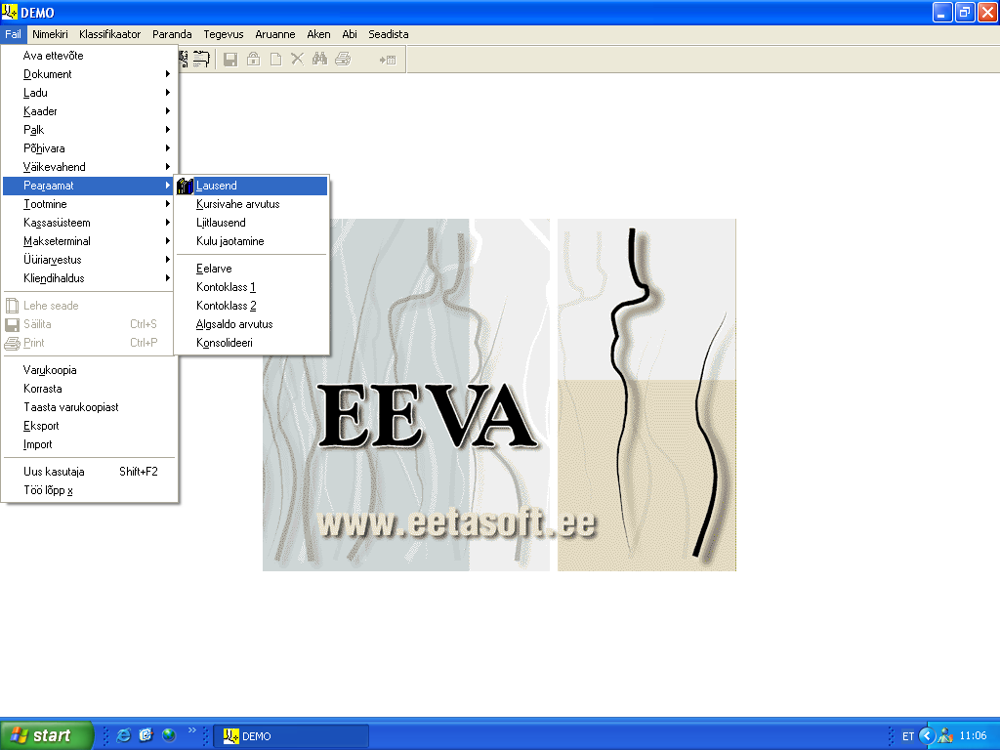 DEMO
Fail Nimekiri Klassifikaator Paranda Tegevus Aruanne Aken Abi Seadista
Ava ettevõte
Dokument
Ladu
Kaader
Palk
Põhivara
Väikevahend
Pearaamat
Tootmine
Kassasüsteem
Makseterminal
Üüriarvestus
Kliendihaldus
Lehe seade
Säilita Ctrl+S
Print Ctrl+P
Varukoopia
Korrasta
Taasta varukoopiast
Eksport
Import
Uus kasutaja Shift+F2
Töö lõpp x
Lausend
Kursivahe arvutus
Liitlausend
Kulu jaotamine
Eelarve
Kontoklass 1
Kontoklass 2
Algsaldo arvutus
Konsolideeri
EEVA
www.eetasoft.ee
start
DEMO
ET
11:06